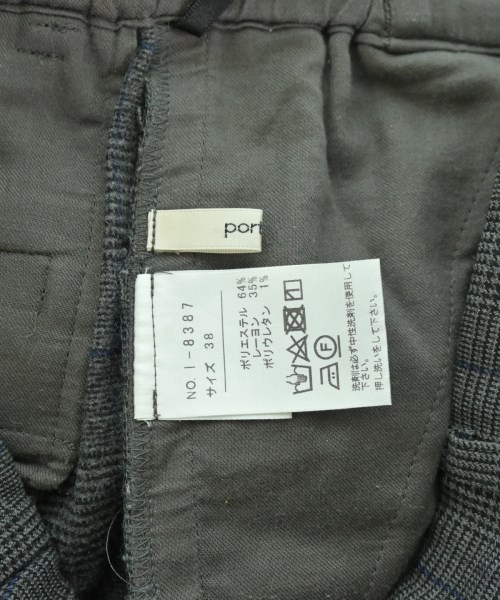 por
NO. I-8387
サイズ 38
ポリエステル 64%
レーヨン 35%
ポリウレタン 1%
F
洗剤は必ず中性洗剤を使用して
下さい。
押し洗いをして下さい。